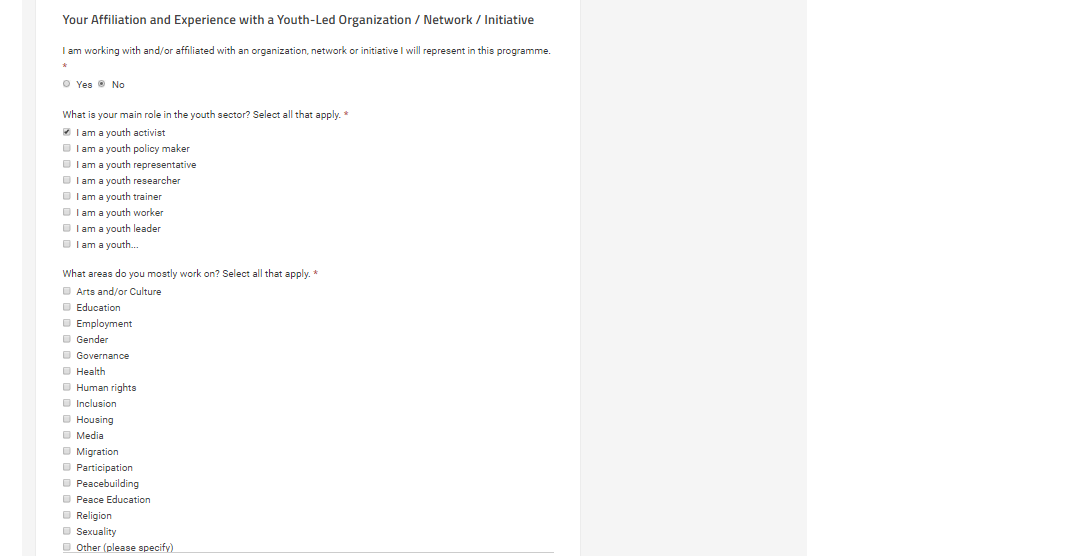 Your Affiliation and Experience with a Youth-Led Organization / Network / Initiative
I am working with and/or affiliated with an organization, network or initiative I will represent in this programme.
*
Yes No
What is your main role in the youth sector? Select all that apply. *
I am a youth activist
I am a youth policy maker
I am a youth representative
I am a youth researcher
I am a youth trainer
I am a youth worker
I am a youth leader
I am a youth...
What areas do you mostly work on? Select all that apply. *
Arts and/or Culture
Education
Employment
Gender
Governance
Health
Human rights
Inclusion
Housing
Media
Migration
Participation
Peacebuilding
Peace Education
Religion
Sexuality
Other (please specify)